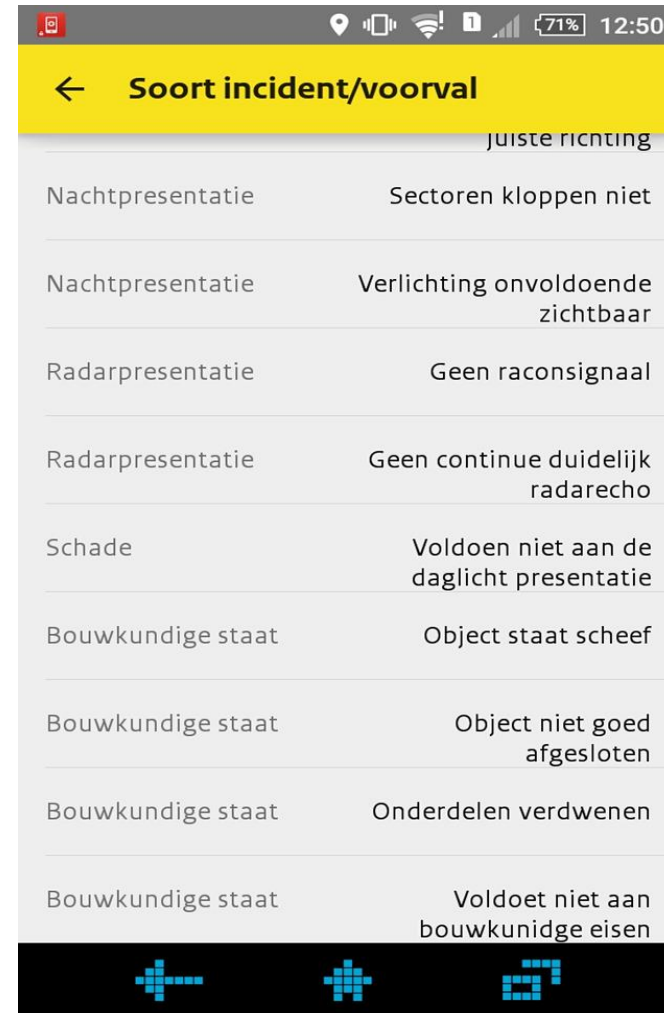 1 71% 12:50
Soort incident/voorval
juiste richting
Nachtpresentatie Sectoren kloppen niet
Nachtpresentatie Verlichting onvoldoende
zichtbaar
Radarpresentatie Geen raconsignaal
Radarpresentatie Geen continue duidelijk
radarecho
Schade Voldoen niet aan de
daglicht presentatie
Bouwkundige staat Object staat scheef
Bouwkundige staat Object niet goed
afgesloten
Bouwkundige staat Onderdelen verdwenen
Bouwkundige staat Voldoet niet aan
bouwkunidge eisen